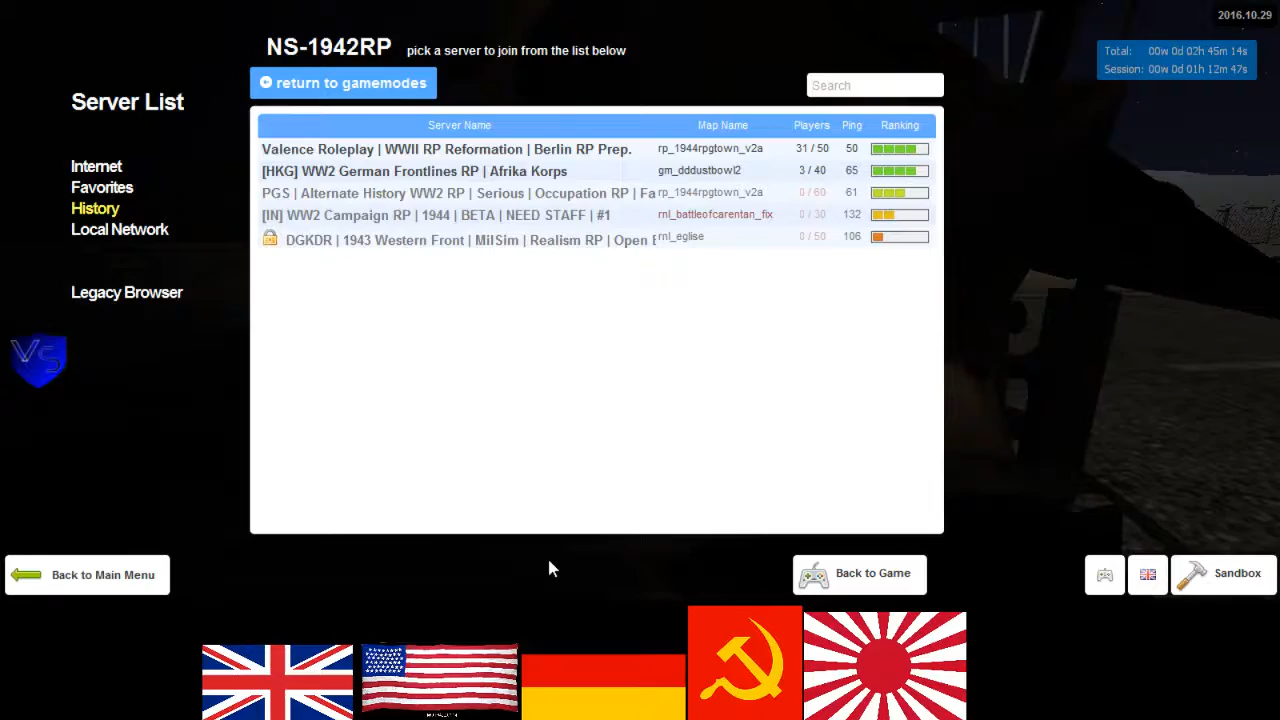 2016.10.29
NS-1942RP pick a server to join from the list below
Total: 00w 0d 02h 45m 14s
Session: 00w 0d 01h 12m 47s
return to gamemodes
Search
Server List
Internet
Favorites
History
Local Network
Legacy Browser
VS
Server Name Map Name Players Ping Ranking
Valence Roleplay | WWII RP Reformation | Berlin RP Prep. rp_1944rpgtown_v2a 31 / 50 50
[HKG] WW2 German Frontlines RP | Afrika Korps gm_dddustbowl2 3 / 40 65
PGS | Alternate History WW2 RP | Serious | Occupation RP | Fa rp_1944rpgtown_v2a 0 / 60 61
[IN] WW2 Campaign RP | 1944 | BETA | NEED STAFF | #1 rnl_battleofcarentan_fix 0 / 30 132
DGKDR | 1943 Western Front | MilSim | Realism RP | Open rnl_eglise 0 / 50 106
Back to Main Menu
Back to Game
Sandbox